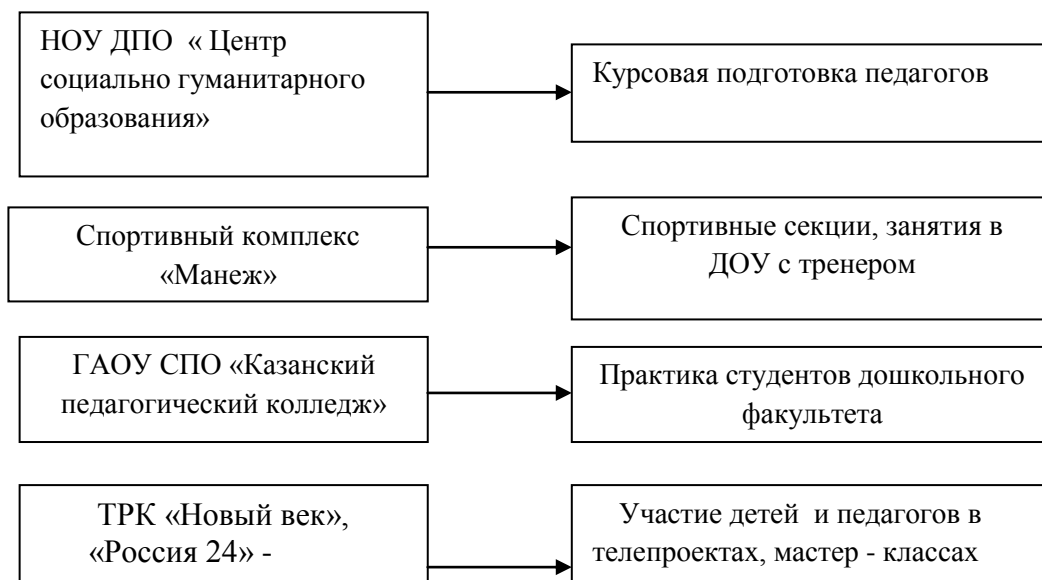 НОУ ДПО « Центр
социально гуманитарного
образования»
Курсовая подготовка педагогов
Спортивный комплекс
«Манеж»
Спортивные секции, занятия в
ДОУ с тренером
ГАОУ СПО «Казанский
педагогический колледж»
Практика студентов дошкольного
факультета
ТРК «Новый век»,
«Россия 24» -
Участие детей и педагогов в
телепроектах, мастер - классах